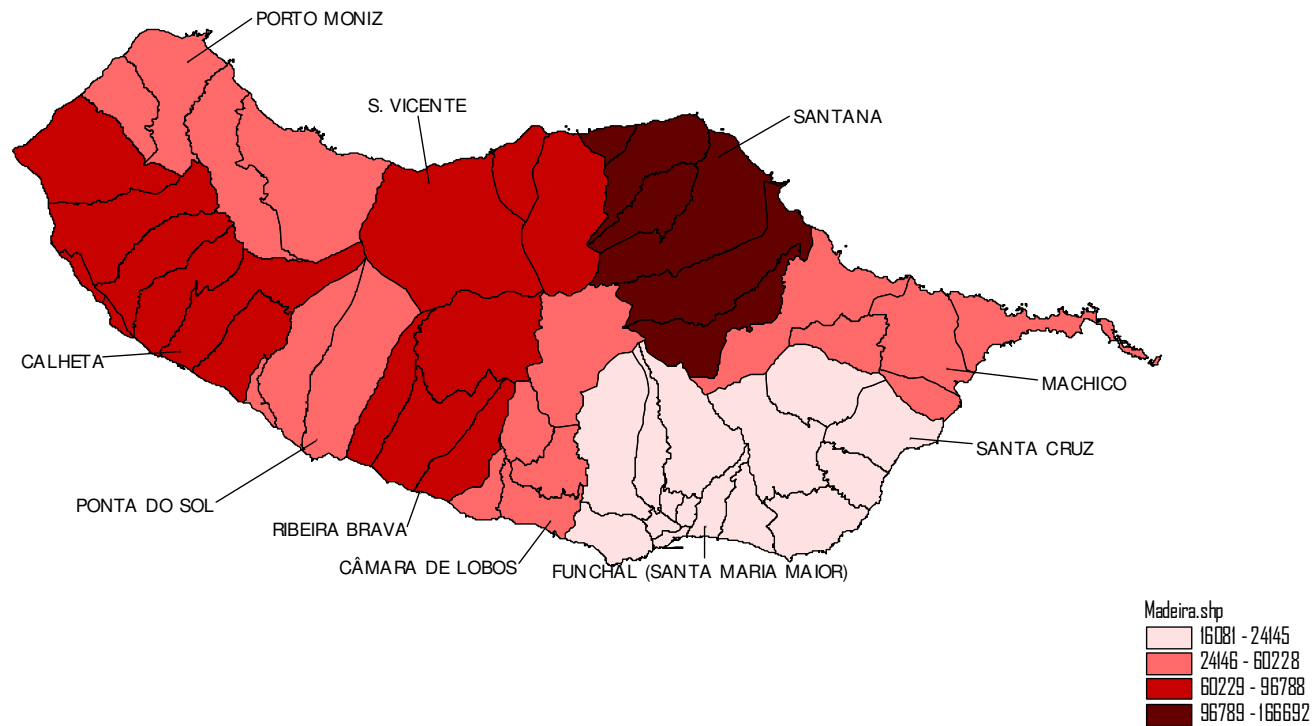 PORTO MONIZ
S. VICENTE
SANTANA
CALHETA
MACHICO
SANTA CRUZ
PONTA DO SOL
RIBEIRA BRAVA
CÂMARA DE LOBOS
FUNCHAL (SANTA MARIA MAIOR)
Madeira.shp
16081 - 24145
24146 - 60228
60229 - 96788
96789 - 166692